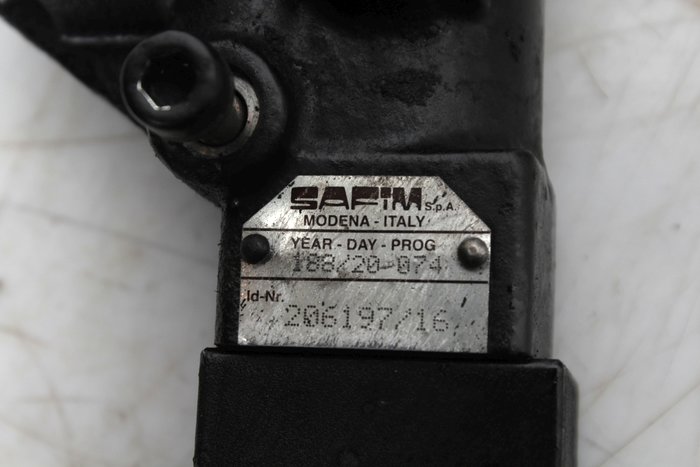 SAFIM S.p.A.
MODENA - ITALY
YEAR - DAY - PROG
188/20-074
Id-Nr.
206197/16